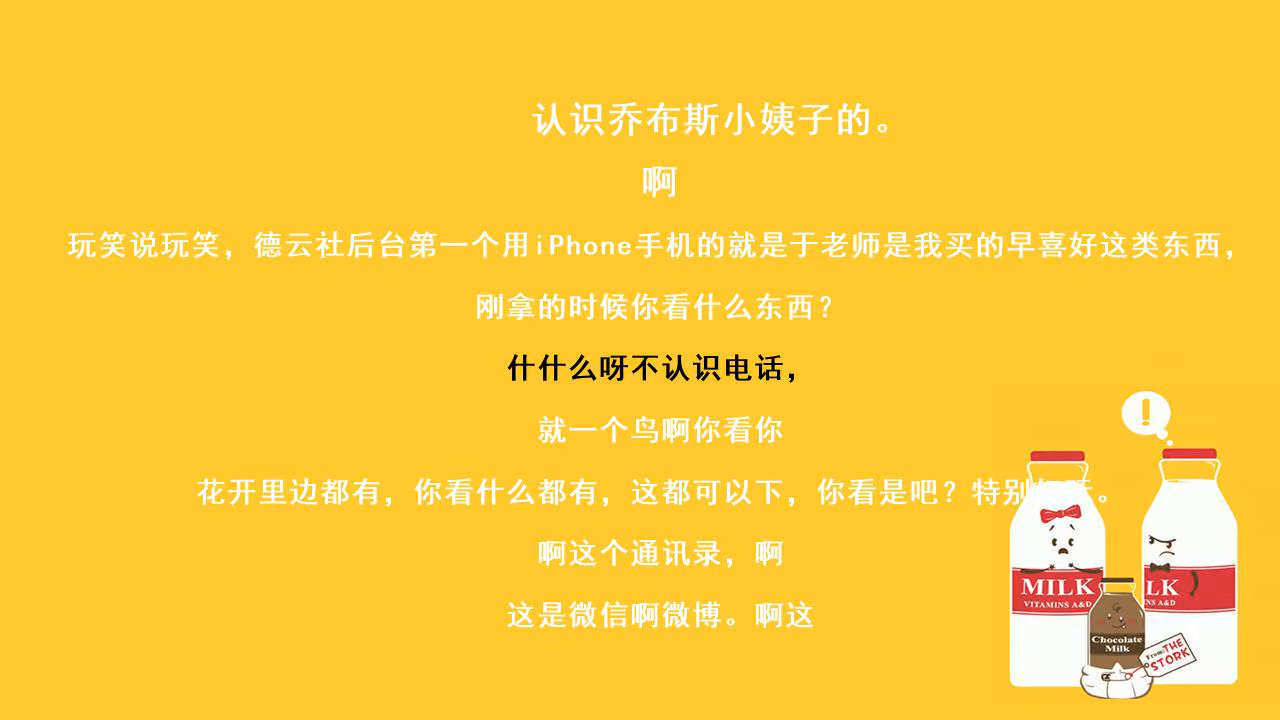 认识乔布斯小姨子的。
啊
玩笑说玩笑，德云社后台第一个用iPhone手机的就是于老师是我买的早喜好这类东西，
刚拿的时候你看什么东西？
什什么呀不认识电话，
就一个鸟啊你看你
花开里边都有，你看什么都有，这都可以下，你看是吧？特别
啊这个通讯录，啊
这是微信啊微博。啊这
!
MILK
VITAMINS A&D
LK
NS A&D
Chocolate
Milk
From: THE
STORK